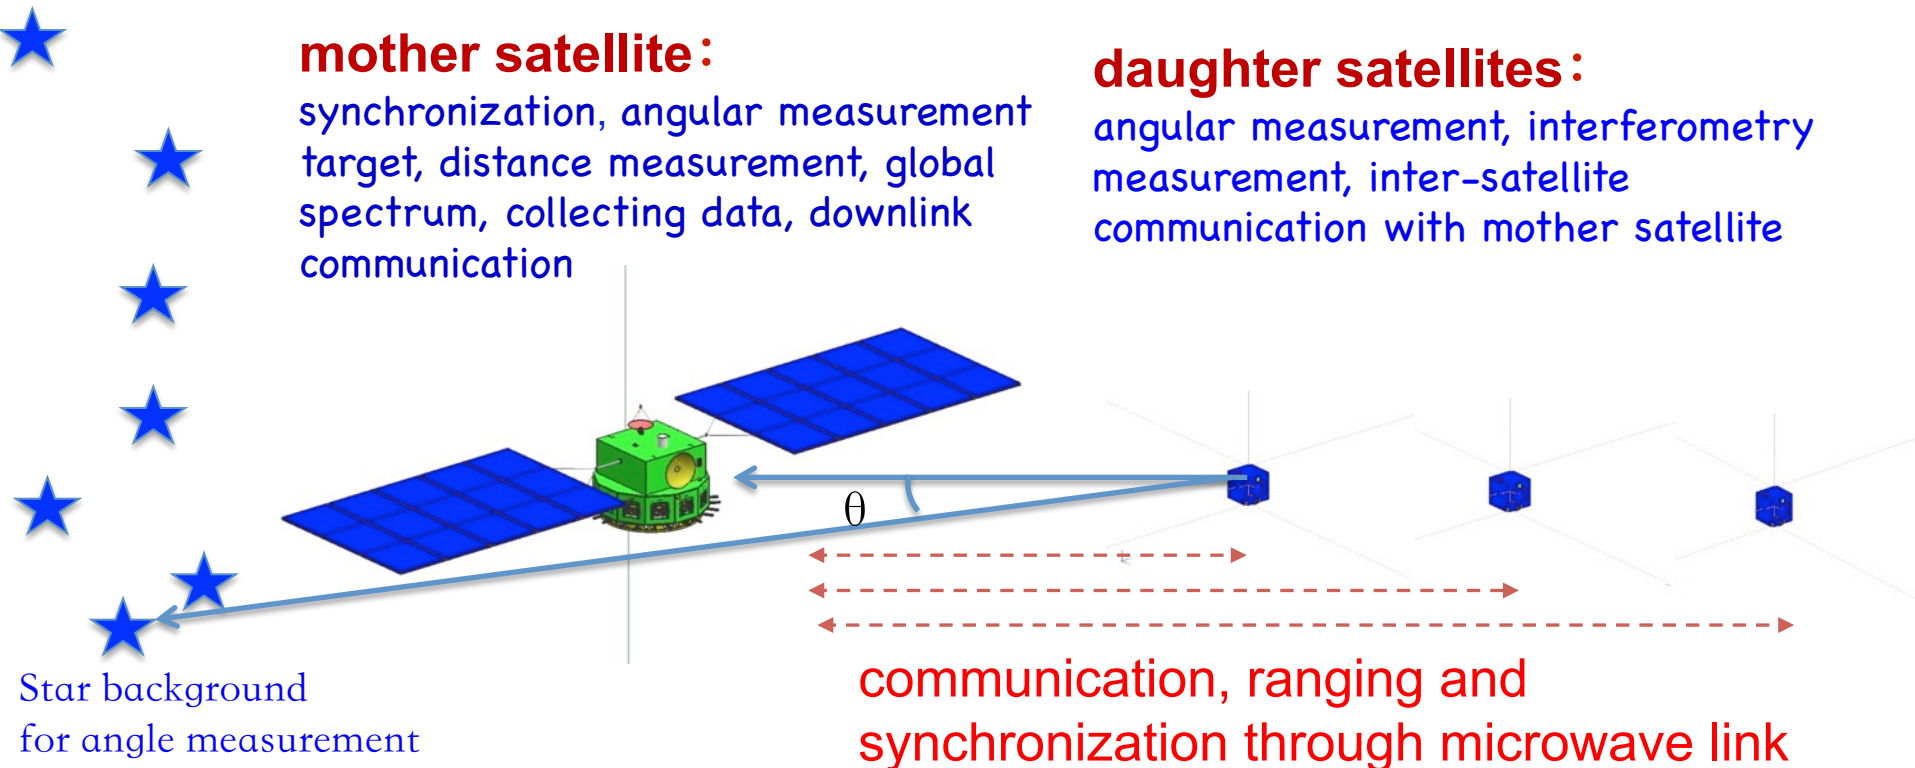 mother satellite：
synchronization, angular measurement
target, distance measurement, global
spectrum, collecting data, downlink
communication
daughter satellites：
angular measurement, interferometry
measurement, inter-satellite
communication with mother satellite
θ
Star background
for angle measurement
communication, ranging and
synchronization through microwave link